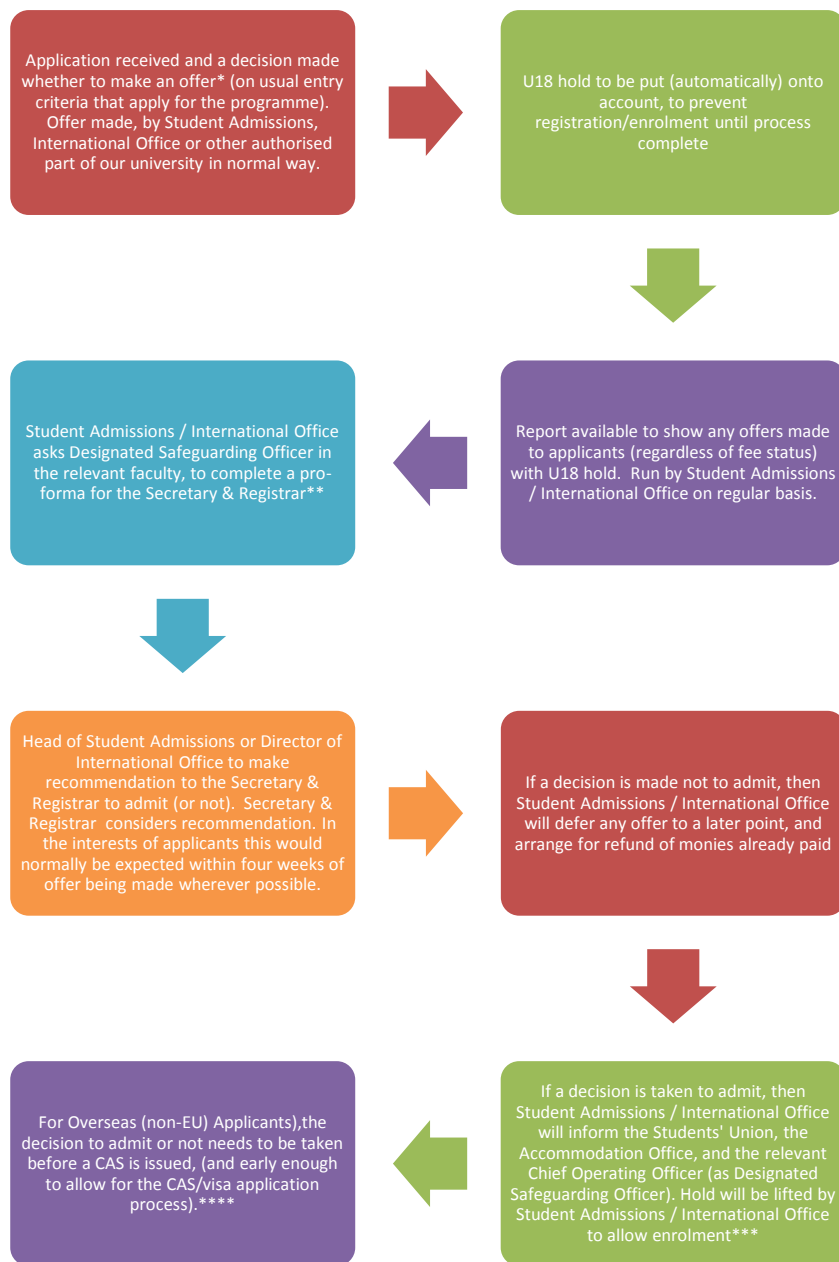 Application received and a decision made
whether to make an offer* (on usual entry
criteria that apply for the programme).
Offer made, by Student Admissions,
International Office or other authorised
part of our university in normal way.
U18 hold to be put (automatically) onto
account, to prevent
registration/enrolment until process
complete
Report available to show any offers made
to applicants (regardless of fee status)
with U18 hold.  Run by Student Admissions
/ International Office on regular basis.
Student Admissions / International Office
asks Designated Safeguarding Officer in
the relevant faculty, to complete a pro-
forma for the Secretary & Registrar**
Head of Student Admissions or Director of
International Office to make
recommendation to the Secretary &
Registrar to admit (or not).  Secretary &
Registrar  considers recommendation. In
the interests of applicants this would
normally be expected within four weeks of
offer being made wherever possible.
If a decision is made not to admit, then
Student Admissions / International Office
will defer any offer to a later point, and
arrange for refund of monies already paid
If a decision is taken to admit, then
Student Admissions / International Office
will inform the Students' Union, the
Accommodation Office, and the relevant
Chief Operating Officer (as Designated
Safeguarding Officer). Hold will be lifted by
Student Admissions / International Office
to allow enrolment***
For Overseas (non-EU) Applicants),the
decision to admit or not needs to be taken
before a CAS is issued, (and early enough
to allow for the CAS/visa application
process).****